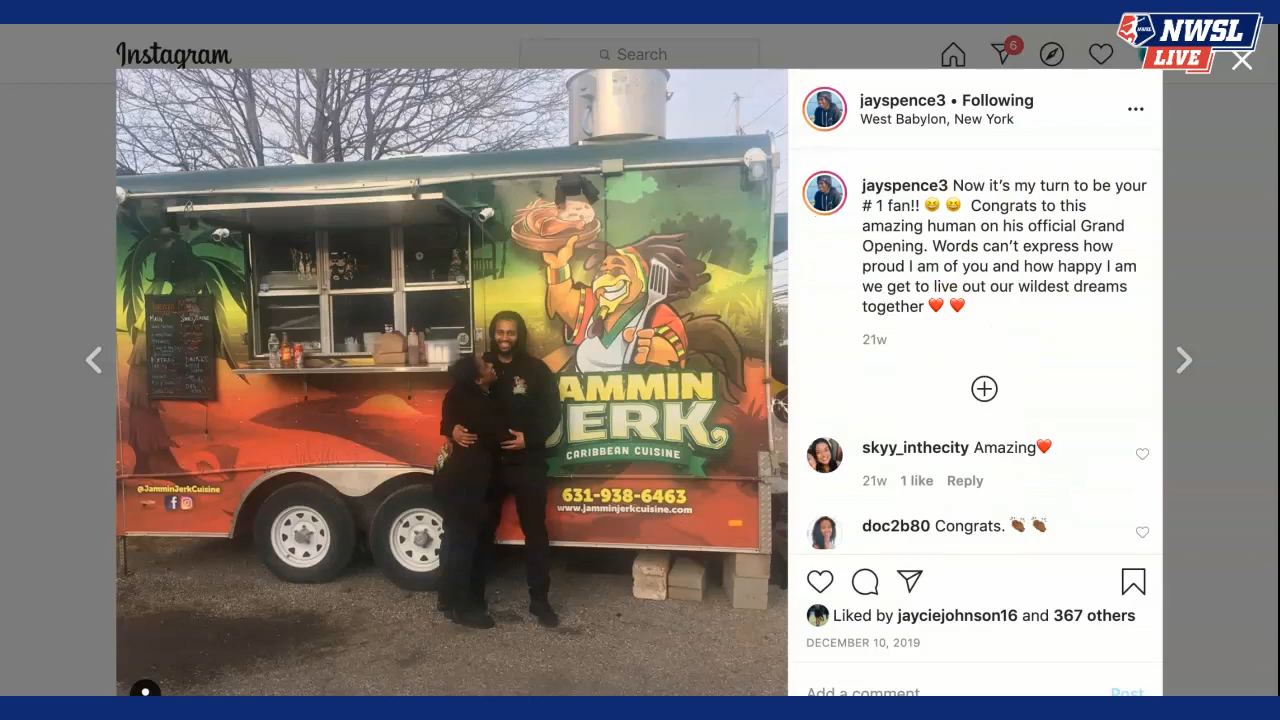 NWSL
LIVE
Instagram
Search
6
jayspence3 • Following
West Babylon, New York
jayspence3 Now it's my turn to be your
# 1 fan!! 😆 😆 Congrats to this
amazing human on his official Grand
Opening. Words can't express how
proud I am of you and how happy I am
we get to live out our wildest dreams
together ❤️ ❤️
21w
skyy_inthecity Amazing❤️
21w 1 like Reply
doc2b80 Congrats. 👏🏾 👏🏾
Liked by jayciejohnson16 and 367 others
DECEMBER 10, 2019
Add a comment
Post
AMMIN
JERK
CARIBBEAN CUISINE
631-938-6463
www.jamminjerkcuisine.com
@JamminJerkCuisine